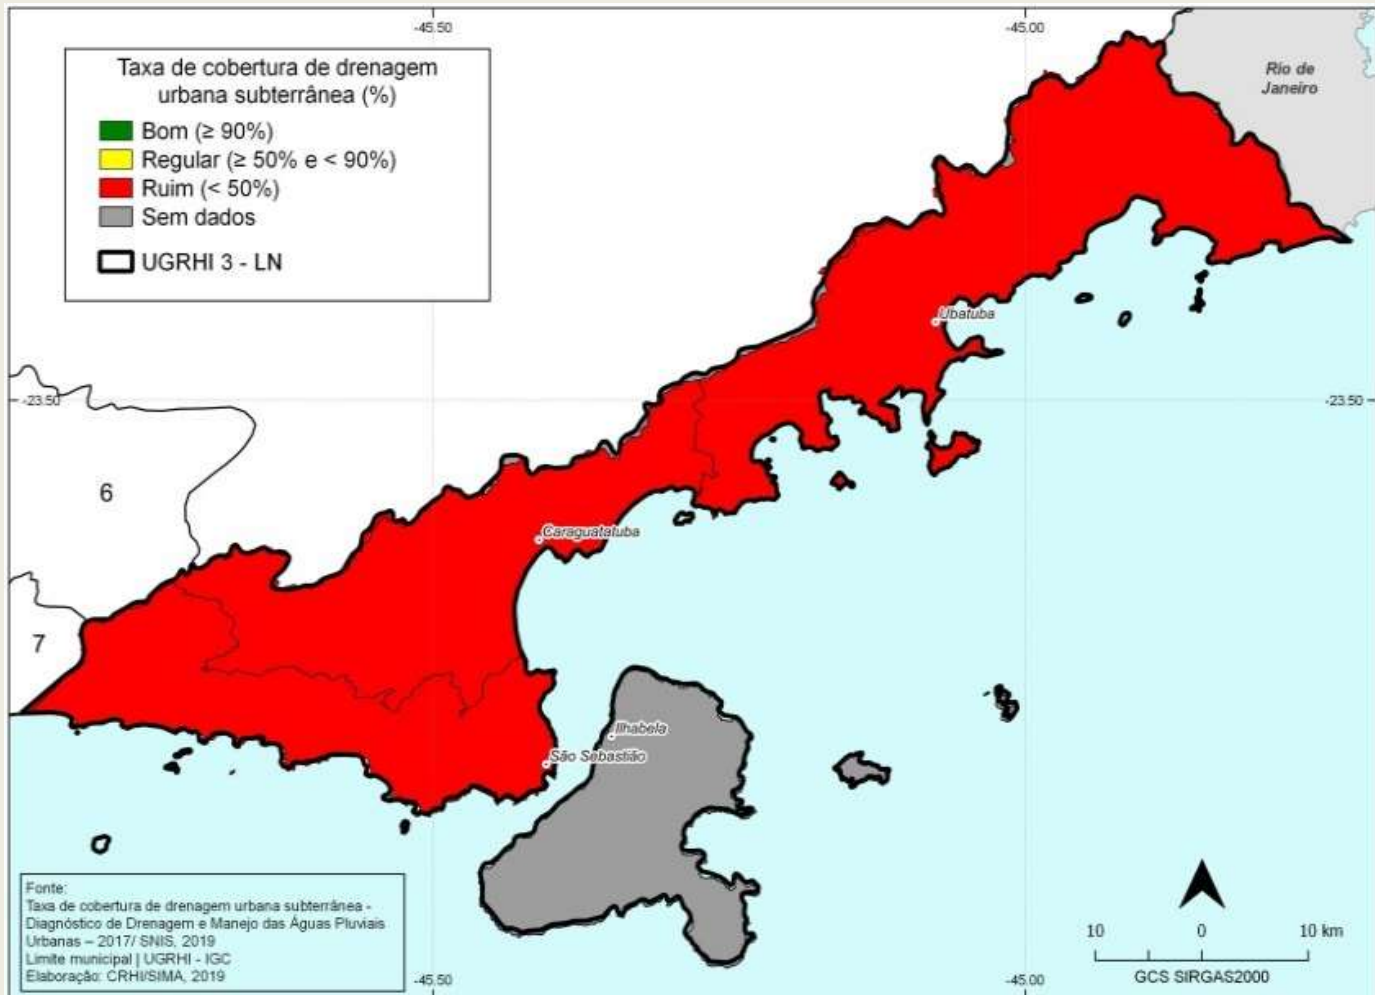 -45.50
-45.00
Taxa de cobertura de drenagem
urbana subterrânea (%)
Bom (≥ 90%)
Regular (≥ 50% e < 90%)
Ruim (< 50%)
Sem dados
UGRHI 3 - LN
Rio de
Janeiro
Ubatuba
-23.50
-23.50
6
Caraguatatuba
7
Ilhabela
São Sebastião
Fonte:
Taxa de cobertura de drenagem urbana subterrânea -
Diagnóstico de Drenagem e Manejo das Águas Pluviais
Urbanas – 2017/ SNIS, 2019
Limite municipal | UGRHI - IGC
Elaboração: CRHI/SIMA, 2019
10
0
10 km
GCS SIRGAS2000
-45.50
-45.00